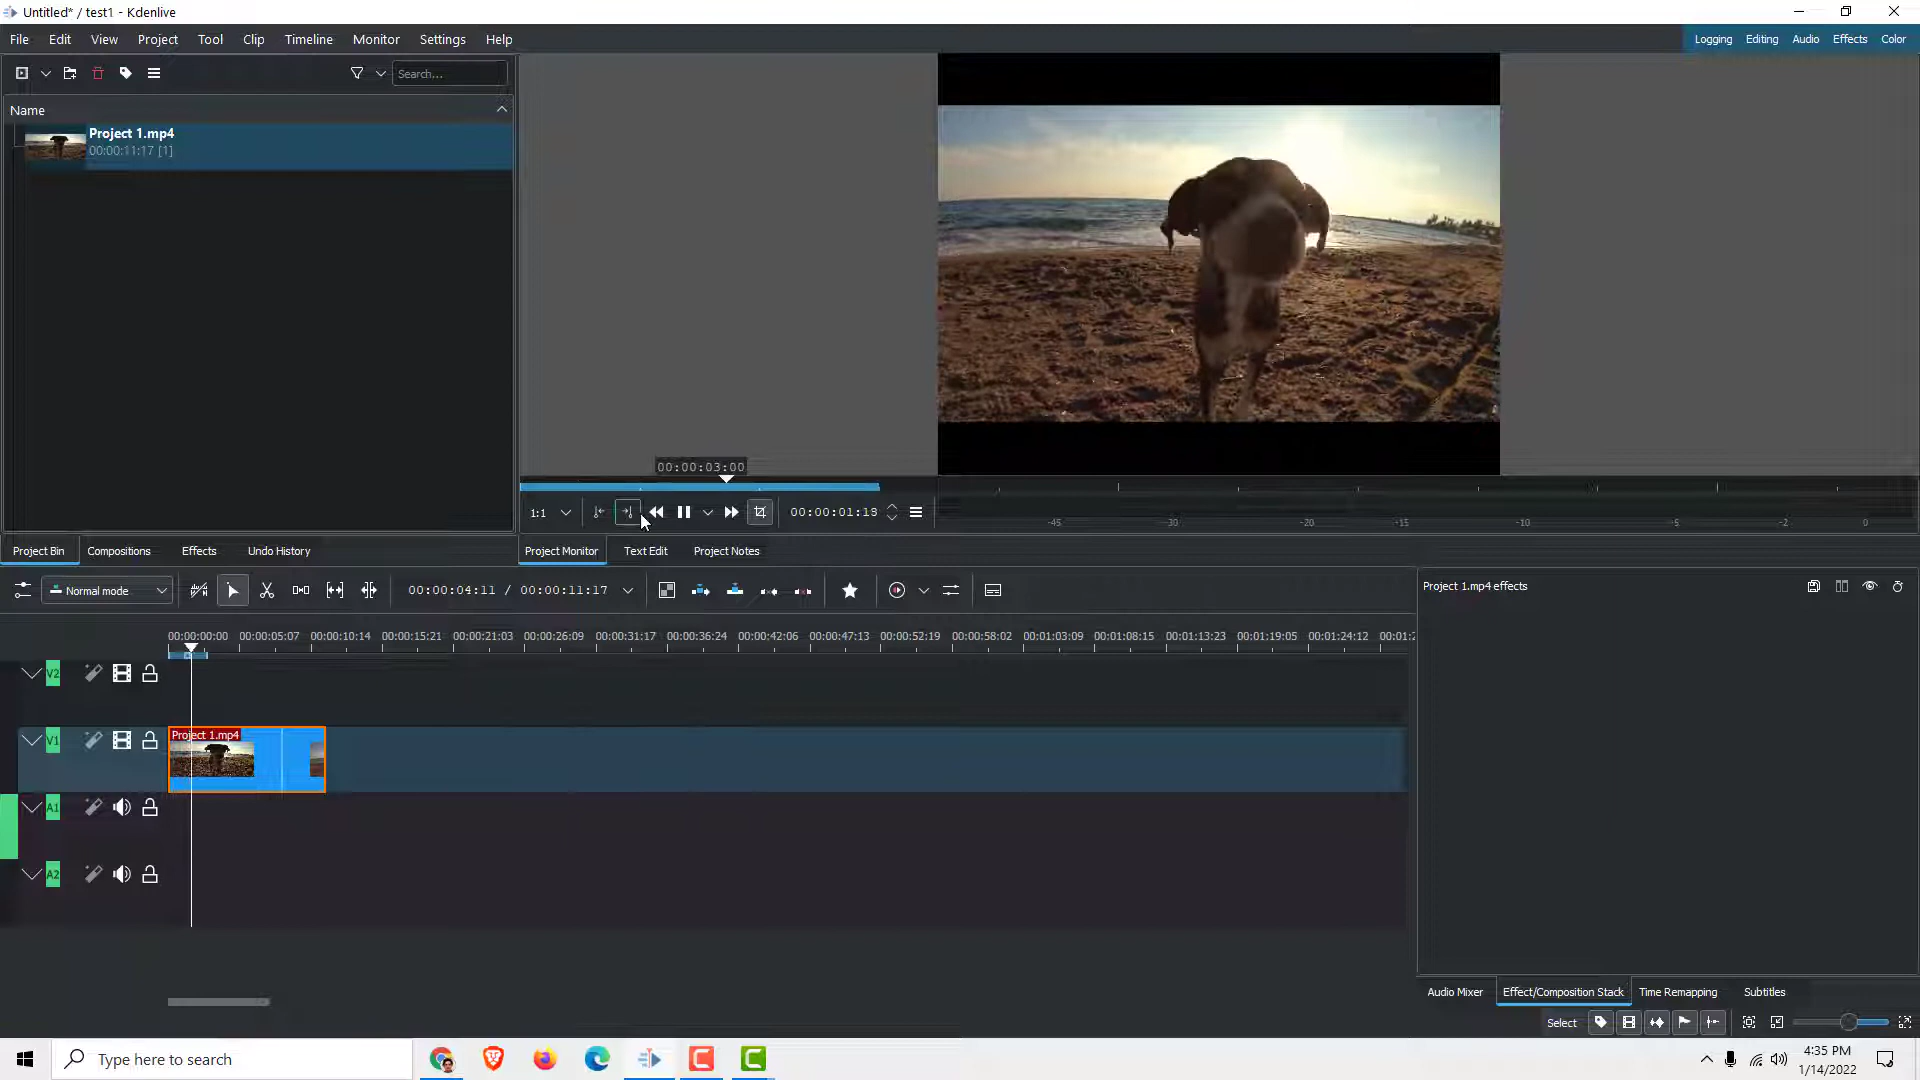 Untitled* / test1 - Kdenlive
File Edit View Project Tool Clip Timeline Monitor Settings Help
Logging Editing Audio Effects Color
Search...
Name
Project 1.mp4
00:00:11:17 [1]
00:00:03:00
1:1
00:00:01:19
-45 -30 -20 -15 -10 -5 -2 0
Project Bin Compositions Effects Undo History
Project Monitor Text Edit Project Notes
Normal mode
00:00:04:11 / 00:00:11:17
Project 1.mp4 effects
00:00:00:00 00:00:05:07 00:00:10:14 00:00:15:21 00:00:21:03 00:00:26:09 00:00:31:17 00:00:36:24 00:00:42:06 00:00:47:13 00:00:52:19 00:00:58:02 00:01:03:09 00:01:08:15 00:01:13:23 00:01:19:05 00:01:24:12 00:01:2
V2
V1
Project 1.mp4
A1
A2
Audio Mixer Effect/Composition Stack Time Remapping Subtitles
Select
Type here to search
4:35 PM
1/14/2022